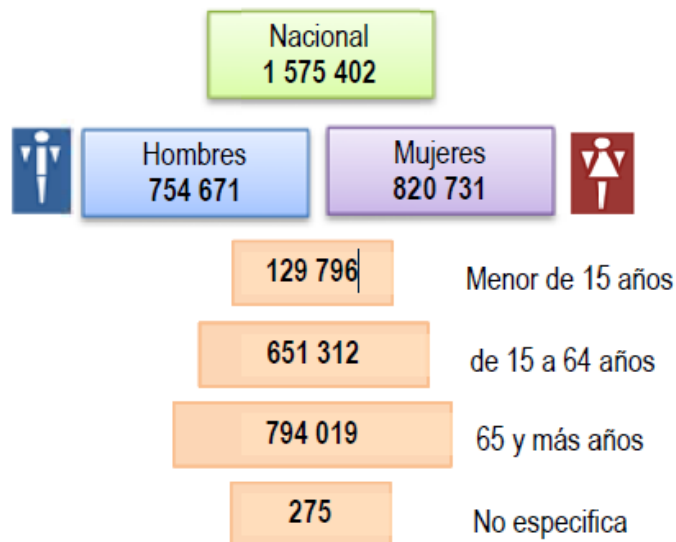 Nacional
1 575 402
Hombres
754 671
Mujeres
820 731
129 796
Menor de 15 años
651 312
de 15 a 64 años
794 019
65 y más años
275
No especifica